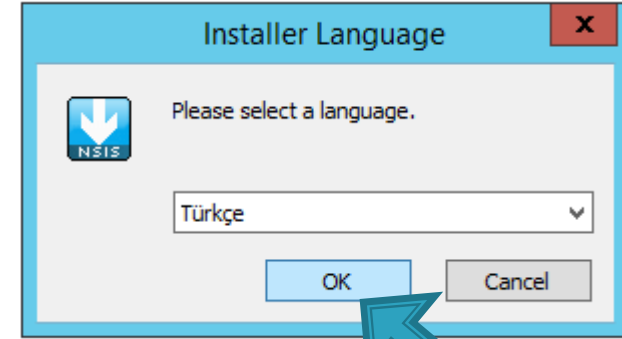 Installer Language
x
Please select a language.
NSIS
Türkçe
OK
Cancel